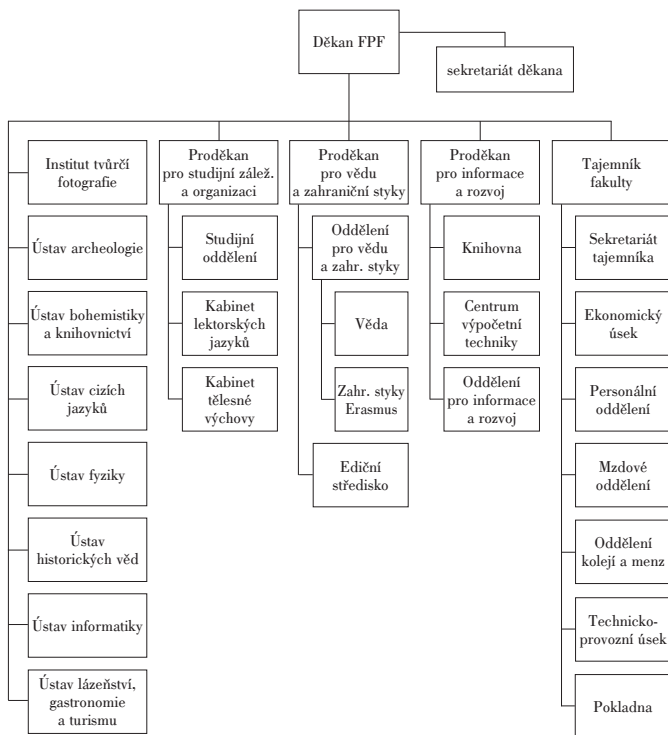 Děkan FPF
sekretariát děkana
Institut tvůrčí
fotografie
Ústav archeologie
Ústav bohemistiky
a knihovnictví
Ústav cizích
jazyků
Ústav fyziky
Ústav
historických věd
Ústav informatiky
Ústav lázeňství,
gastronomie
a turismu
Proděkan
pro studijní zálež.
a organizaci
Studijní
oddělení
Kabinet
lektorských
jazyků
Kabinet
tělesné
výchovy
Proděkan
pro vědu
a zahraniční styky
Oddělení
pro vědu
a zahr. styky
Věda
Zahr. styky
Erasmus
Ediční
středisko
Proděkan
pro informace
a rozvoj
Knihovna
Centrum
výpočetní
techniky
Oddělení
pro informace
a rozvoj
Tajemník
fakulty
Sekretariát
tajemníka
Ekonomický
úsek
Personální
oddělení
Mzdové
oddělení
Oddělení
kolejí a menz
Technicko-
provozní úsek
Pokladna